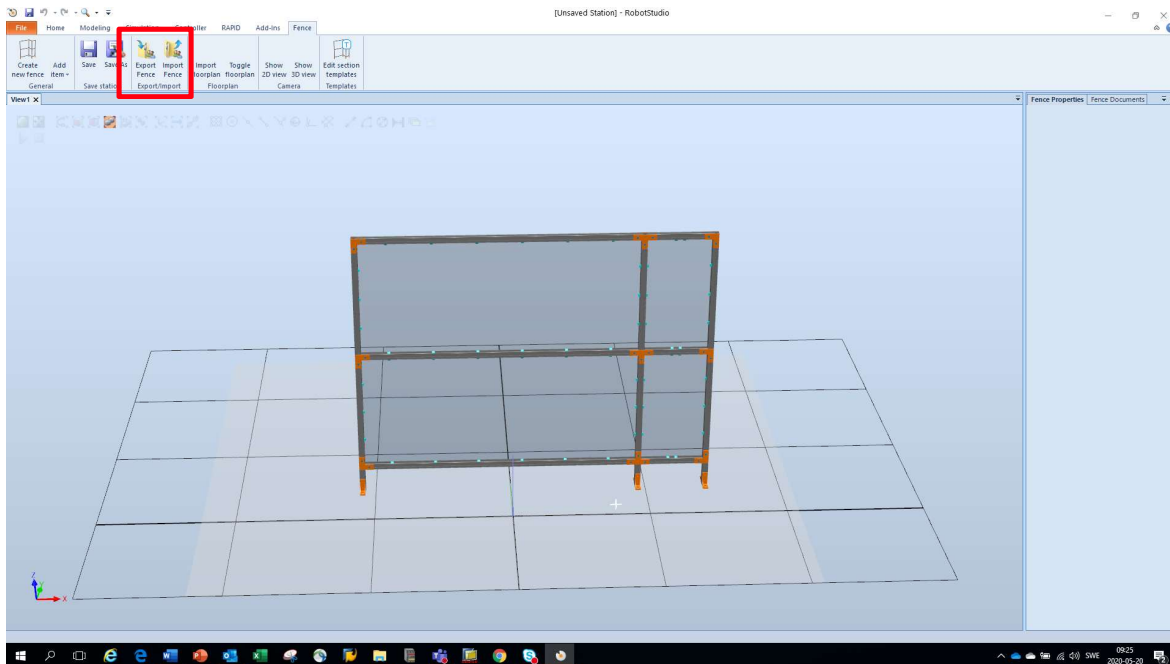 [Unsaved Station] - RobotStudio
File Home Modeling Simulation Controller RAPID Add-Ins Fence
Create new fence
Add item
Save
Save As
Export Fence
Import Fence
Import floorplan
Toggle floorplan
Show 2D view
Show 3D view
Edit section templates
General Save station Export/Import Floorplan Camera Templates
View1 X
Fence Properties Fence Documents
Z
Y
X
SWE
09:25
2020-05-20